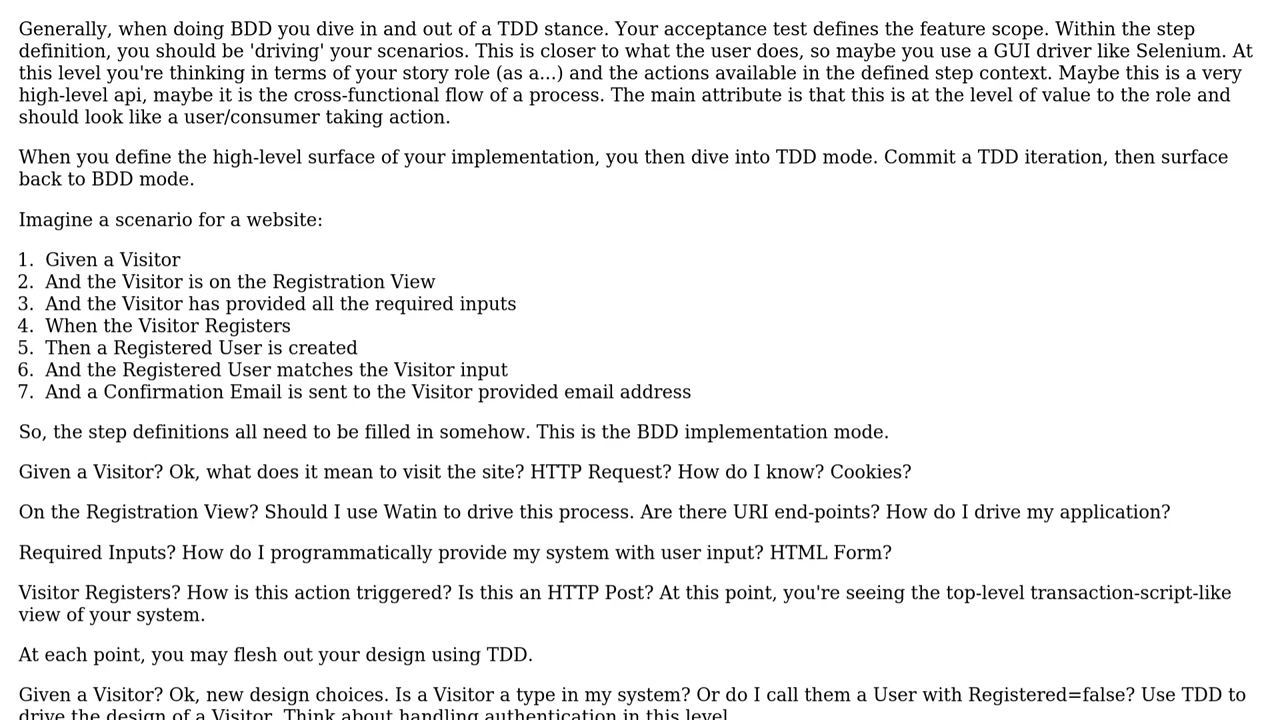 Generally, when doing BDD you dive in and out of a TDD stance. Your acceptance test defines the feature scope. Within the step
definition, you should be 'driving' your scenarios. This is closer to what the user does, so maybe you use a GUI driver like Selenium. At
this level you're thinking in terms of your story role (as a...) and the actions available in the defined step context. Maybe this is a very
high-level api, maybe it is the cross-functional flow of a process. The main attribute is that this is at the level of value to the role and
should look like a user/consumer taking action.
When you define the high-level surface of your implementation, you then dive into TDD mode. Commit a TDD iteration, then surface
back to BDD mode.
Imagine a scenario for a website:
1. Given a Visitor
2. And the Visitor is on the Registration View
3. And the Visitor has provided all the required inputs
4. When the Visitor Registers
5. Then a Registered User is created
6. And the Registered User matches the Visitor input
7. And a Confirmation Email is sent to the Visitor provided email address
So, the step definitions all need to be filled in somehow. This is the BDD implementation mode.
Given a Visitor? Ok, what does it mean to visit the site? HTTP Request? How do I know? Cookies?
On the Registration View? Should I use Watin to drive this process. Are there URI end-points? How do I drive my application?
Required Inputs? How do I programmatically provide my system with user input? HTML Form?
Visitor Registers? How is this action triggered? Is this an HTTP Post? At this point, you're seeing the top-level transaction-script-like
view of your system.
At each point, you may flesh out your design using TDD.
Given a Visitor? Ok, new design choices. Is a Visitor a type in my system? Or do I call them a User with Registered=false? Use TDD to
drive the design of a Visitor. Think about handling authentication in this level.